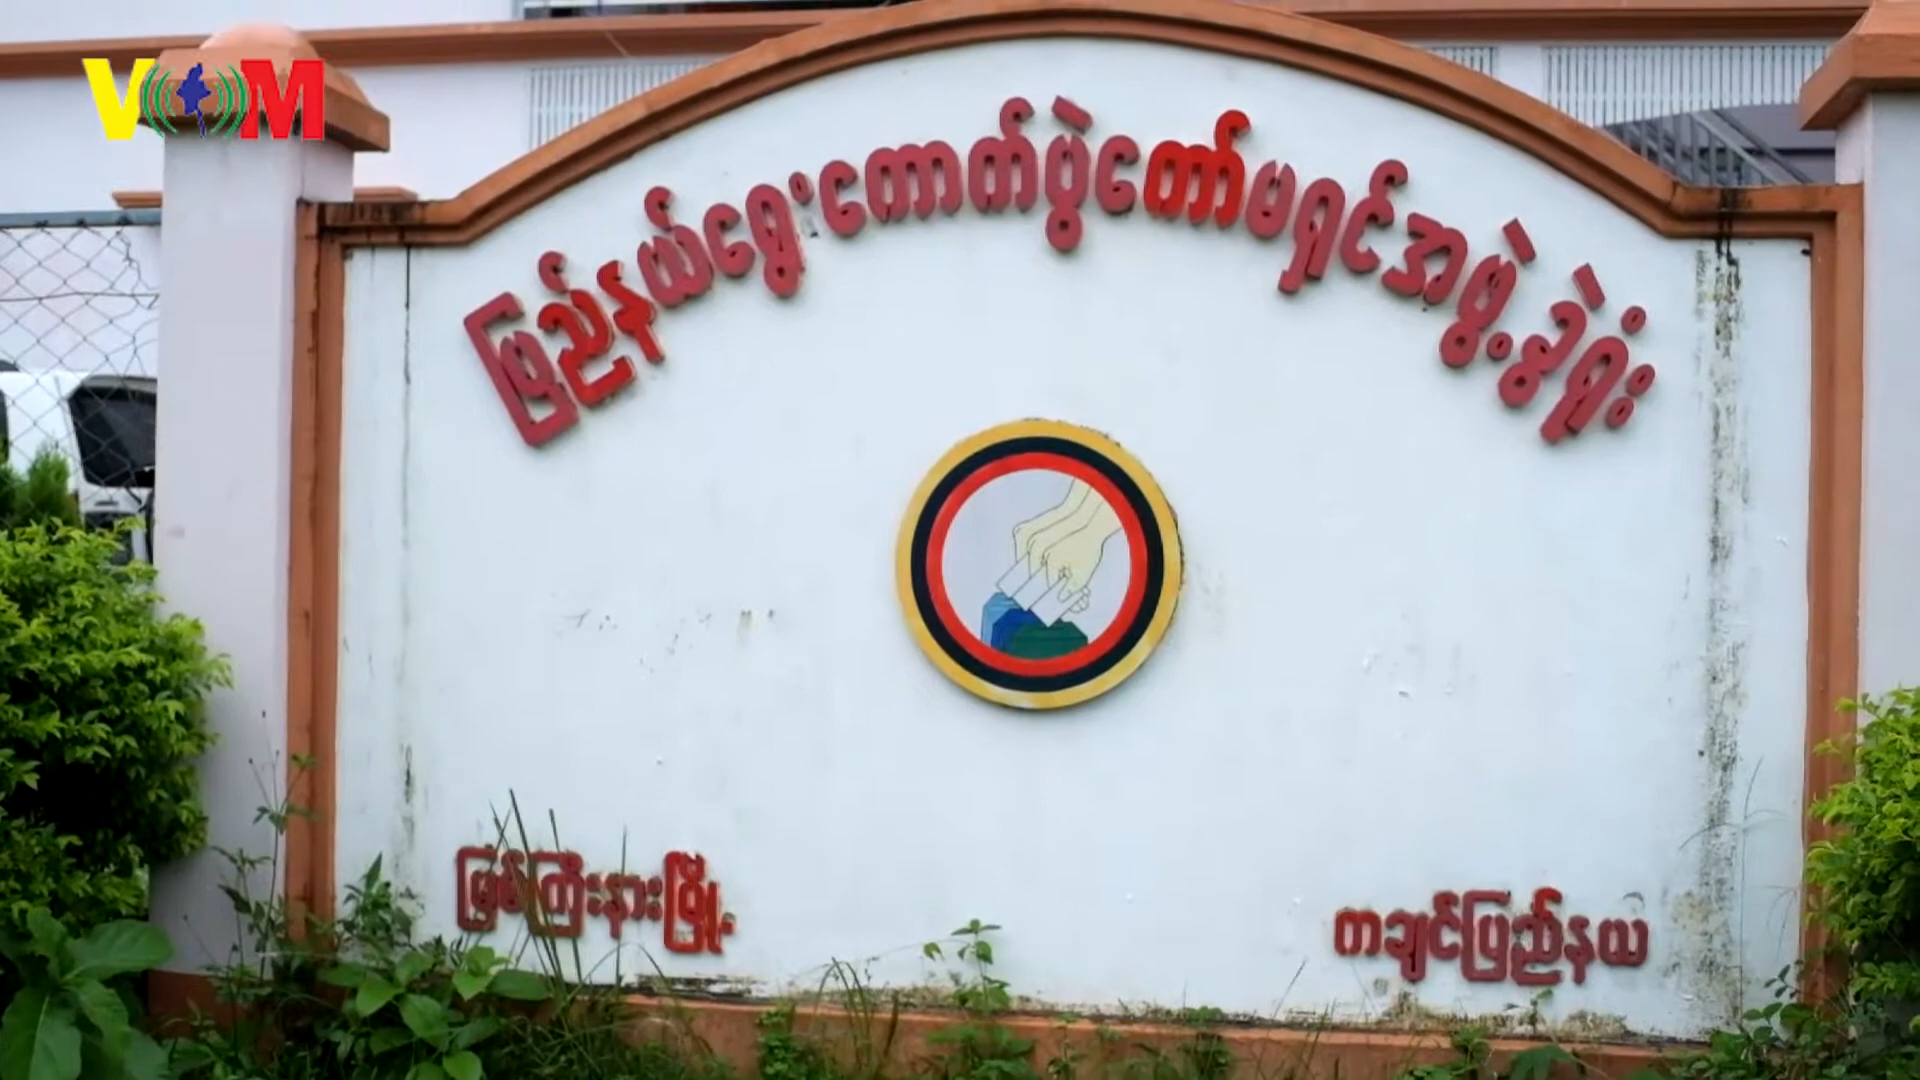 VOM
ပြည်နယ်ရွေးကောက်ပွဲကော်မရှင်အဖွဲ့ခွဲရုံး
မြစ်ကြီးနားမြို့
ကချင်ပြည်နယ